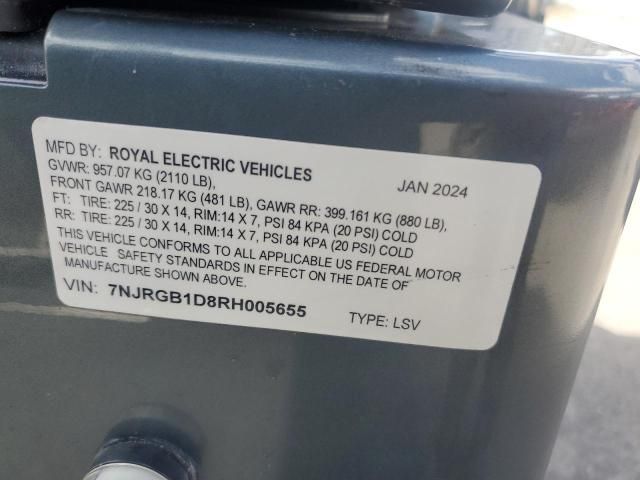 MFD BY: ROYAL ELECTRIC VEHICLES JAN 2024
GVWR: 957.07 KG (2110 LB),
FRONT GAWR 218.17 KG (481 LB), GAWR RR: 399.161 KG (880 LB),
FT: TIRE: 225 / 30 X 14, RIM:14 X 7, PSI 84 KPA (20 PSI) COLD
RR: TIRE: 225 / 30 X 14, RIM:14 X 7, PSI 84 KPA (20 PSI) COLD
THIS VEHICLE CONFORMS TO ALL APPLICABLE US FEDERAL MOTOR
VEHICLE SAFETY STANDARDS IN EFFECT ON THE DATE OF
MANUFACTURE SHOWN ABOVE.
VIN: 7NJRGB1D8RH005655 TYPE: LSV